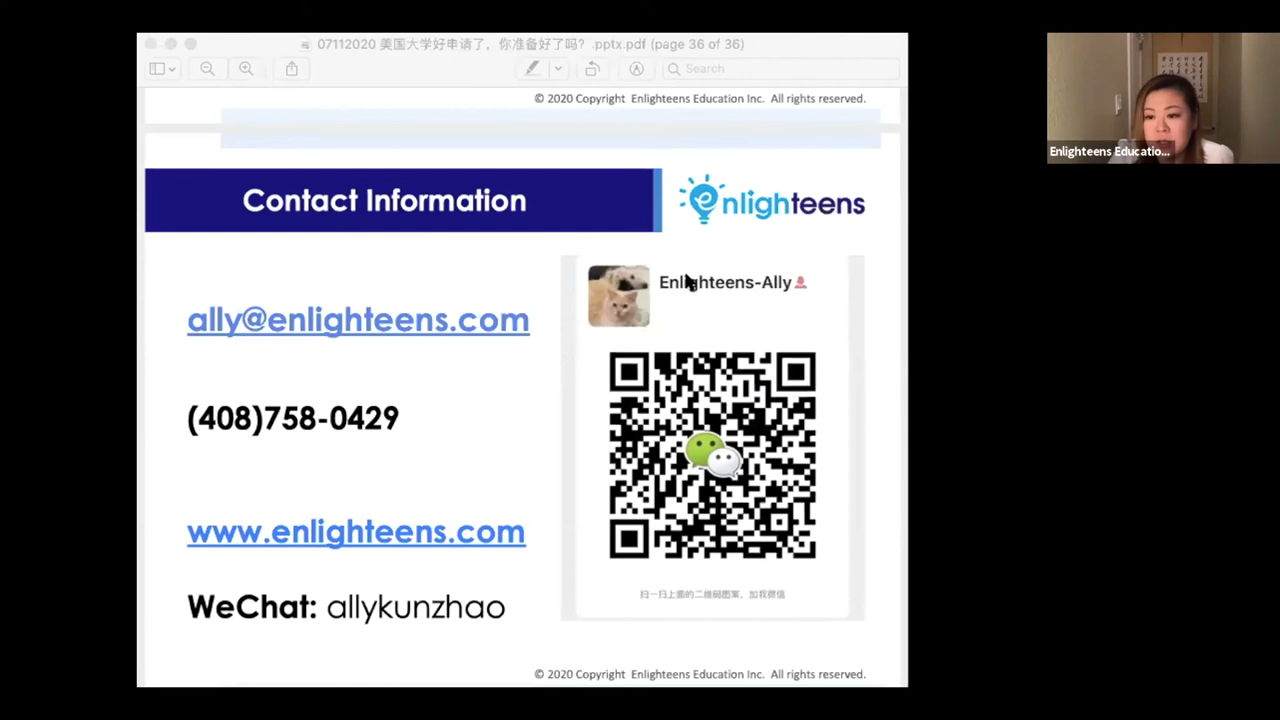 07112020 美国大学好申请了，你准备好了吗？.pptx.pdf (page 36 of 36)
Search
© 2020 Copyright Enlighteens Education Inc. All rights reserved.
Contact Information
enlighteens
Enlighteens-Ally
ally@enlighteens.com
(408)758-0429
www.enlighteens.com
WeChat: allykunzhao
扫一扫上面的二维码图案，加我微信
© 2020 Copyright Enlighteens Education Inc. All rights reserved.
Enlighteens Educatio...